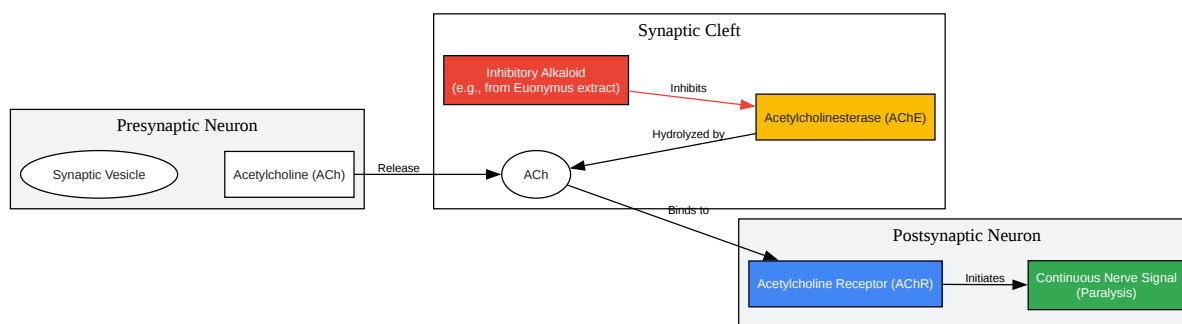 Synaptic Cleft
Inhibitory Alkaloid
(e.g., from Euonymus extract)
Inhibits
Acetylcholinesterase (AChE)
Hydrolyzed by
Presynaptic Neuron
Synaptic Vesicle
Acetylcholine (ACh)
Release
ACh
Binds to
Postsynaptic Neuron
Acetylcholine Receptor (AChR)
Initiates
Continuous Nerve Signal
(Paralysis)